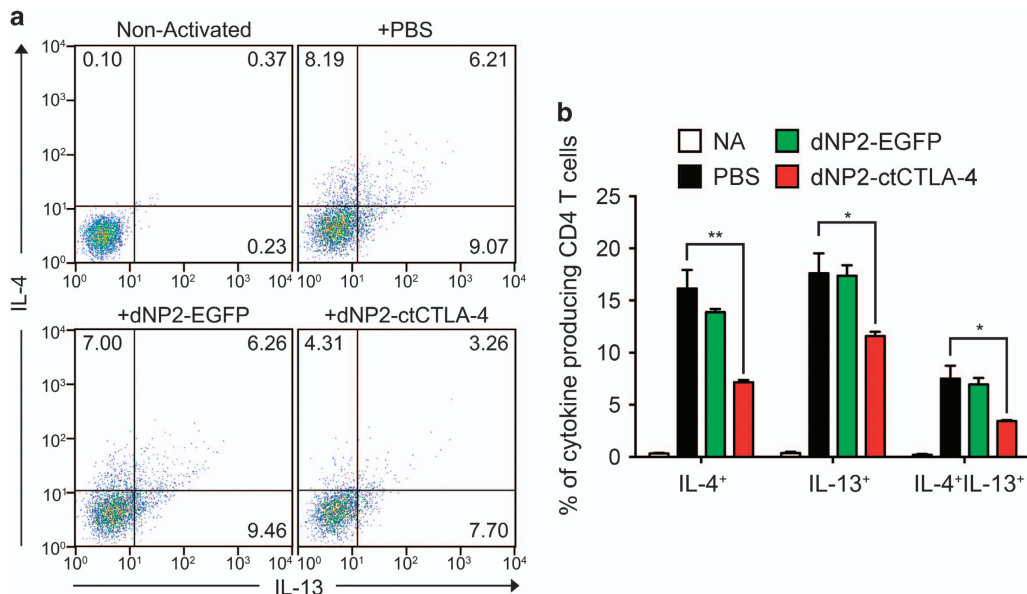 a
Non-Activated
+PBS
10⁴
10³
10²
10¹
10⁰
0.10
0.37
0.23
8.19
6.21
9.07
10⁰ 10¹ 10² 10³ 10⁴
10⁰ 10¹ 10² 10³ 10⁴
IL-4
+dNP2-EGFP
+dNP2-ctCTLA-4
10⁴
10³
10²
10¹
10⁰
7.00
6.26
9.46
4.31
3.26
7.70
10⁰ 10¹ 10² 10³ 10⁴
10⁰ 10¹ 10² 10³ 10⁴
IL-13
b
NA
dNP2-EGFP
PBS
dNP2-ctCTLA-4
% of cytokine producing CD4 T cells
25
20
15
10
5
0
**
*
*
IL-4⁺
IL-13⁺
IL-4⁺IL-13⁺